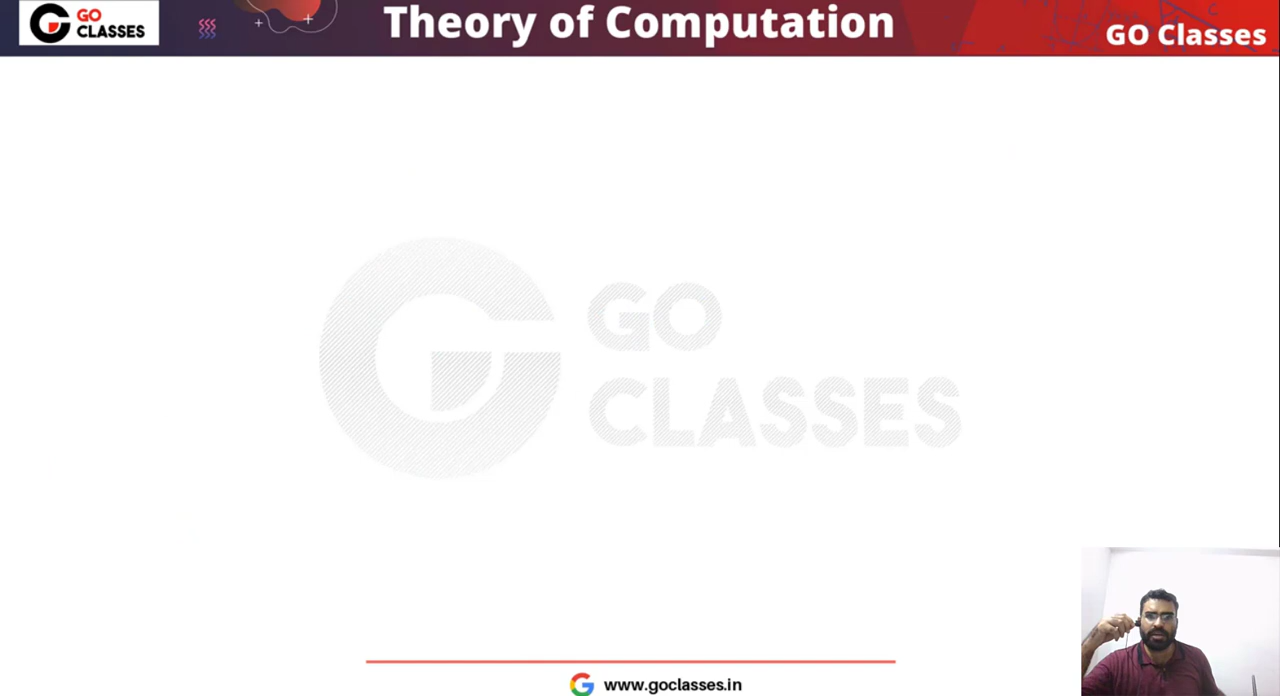 GO
CLASSES
Theory of Computation
GO Classes
GO
CLASSES
www.goclasses.in